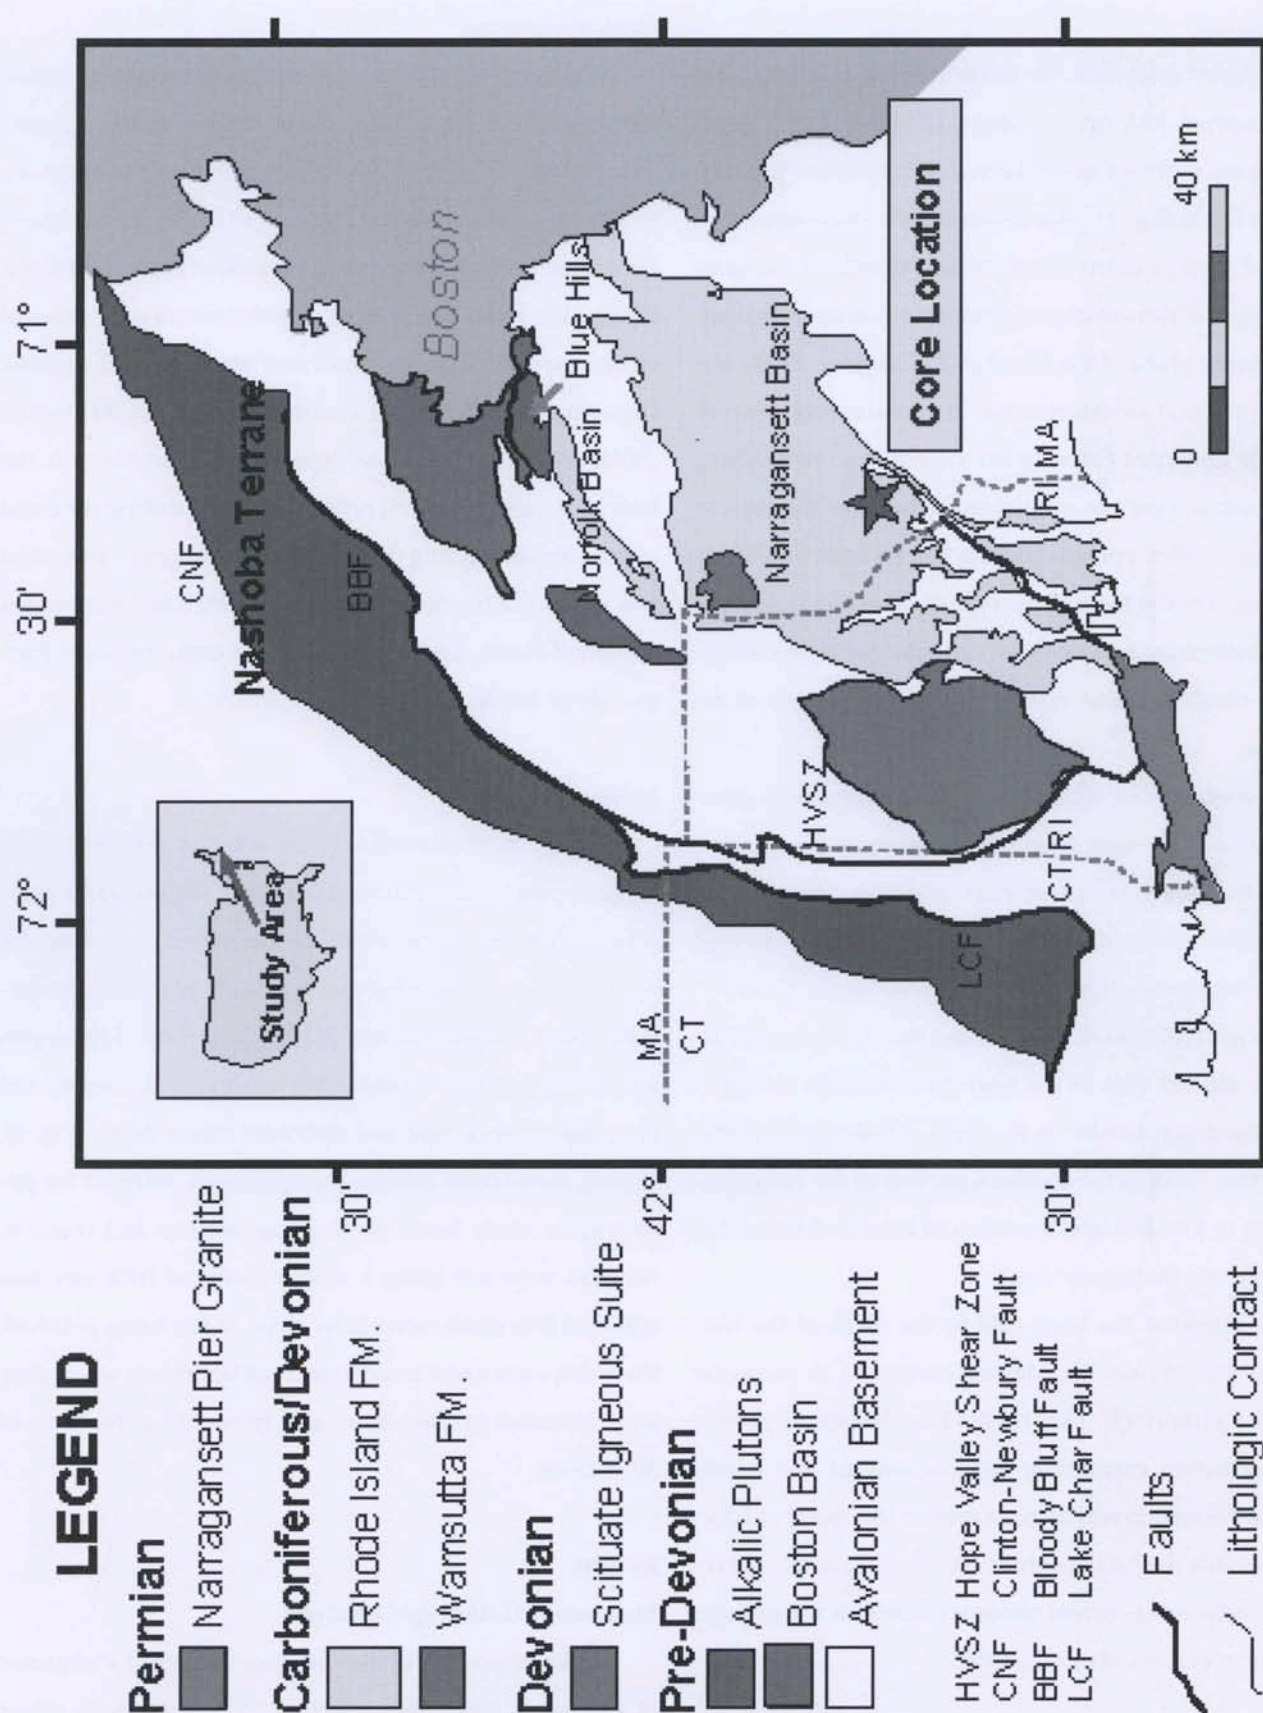 LEGEND
Permian
Narragansett Pier Granite
Carboniferous/Devonian
Rhode Island FM.
Wamsutta FM.
Devonian
Scituate Igneous Suite
Pre-Devonian
Alkalic Plutons
Boston Basin
Avalonian Basement
HVSZ Hope Valley Shear Zone
CNF Clinton-Newbury Fault
BBF Bloody Bluff Fault
LCF Lake Char Fault
Faults
Lithologic Contact
72°
30'
71°
30'
42°
30'
Study Area
Nashoba Terrane
CNF
BBF
Boston
Blue Hills
Norfolk Basin
Narragansett Basin
Core Location
MA
CT
HVSZ
LCF
CT
RI
RI
MA
40 km